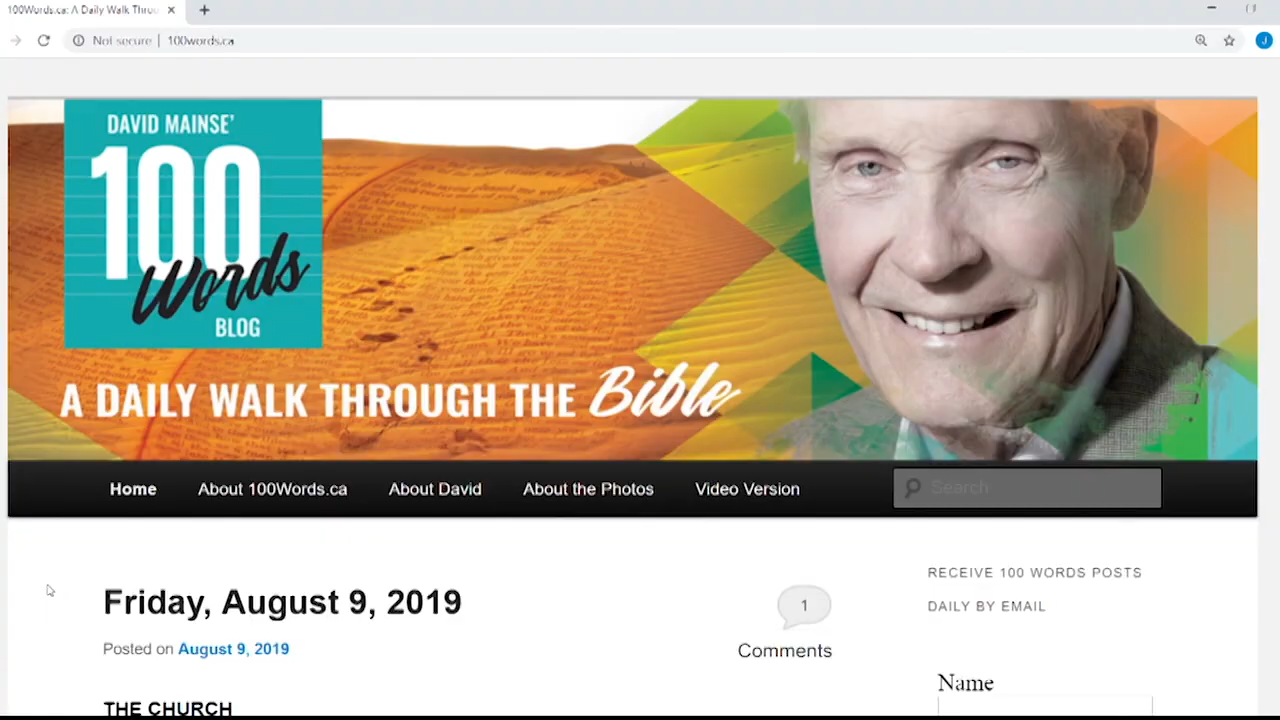 100Words.ca: A Daily Walk Throu
Not secure | 100words.ca
J
DAVID MAINSE'
100
Words
BLOG
A DAILY WALK THROUGH THE Bible
Home About 100Words.ca About David About the Photos Video Version Search
Friday, August 9, 2019
1
Comments
Posted on August 9, 2019
THE CHURCH
RECEIVE 100 WORDS POSTS
DAILY BY EMAIL
Name